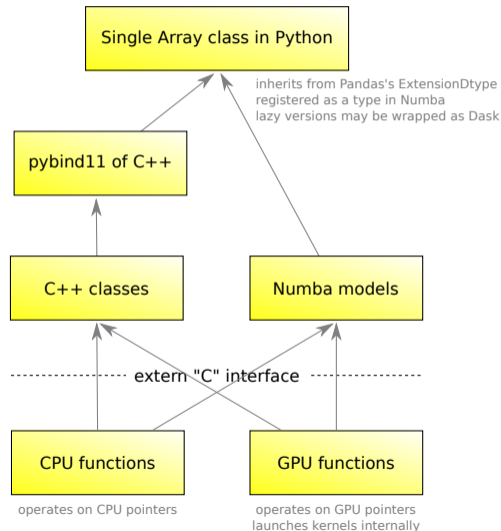 Single Array class in Python
inherits from Pandas's ExtensionDtype
registered as a type in Numba
lazy versions may be wrapped as Dask
pybind11 of C++
C++ classes
Numba models
extern "C" interface
CPU functions
GPU functions
operates on CPU pointers
operates on GPU pointers
launches kernels internally